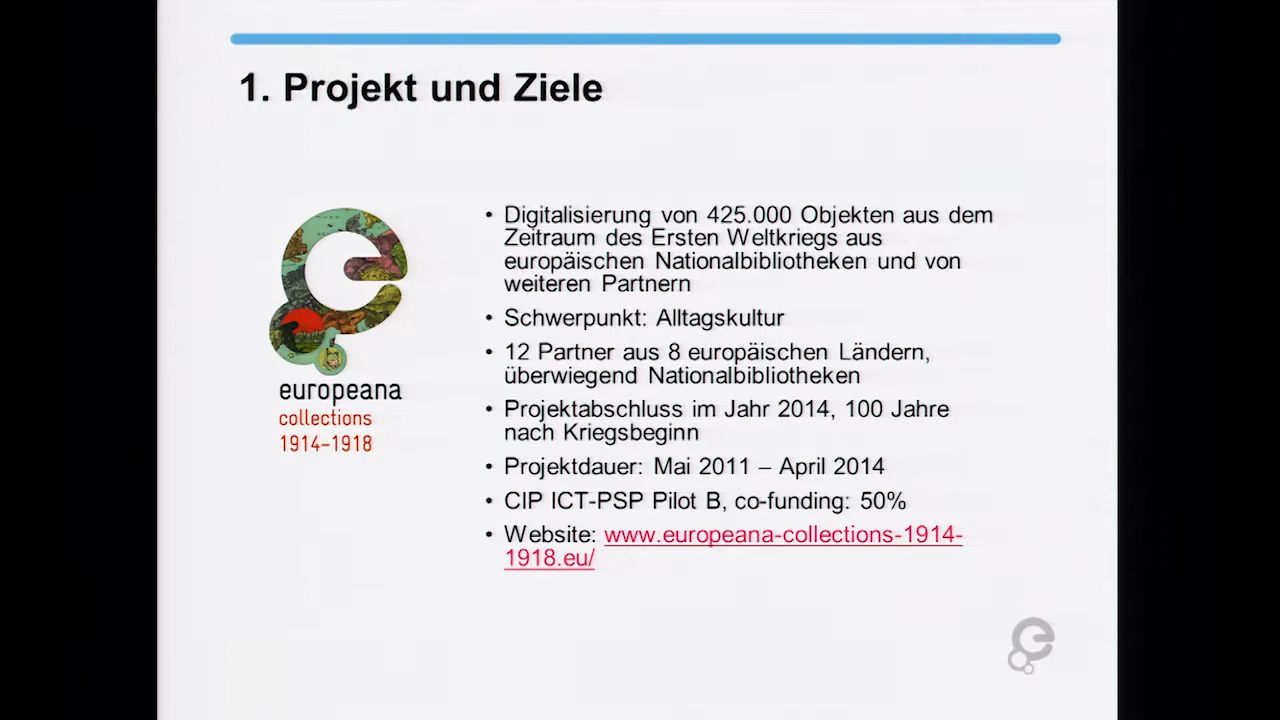 1. Projekt und Ziele
europeana
collections
1914-1918
• Digitalisierung von 425.000 Objekten aus dem
Zeitraum des Ersten Weltkriegs aus
europäischen Nationalbibliotheken und von
weiteren Partnern
• Schwerpunkt: Alltagskultur
• 12 Partner aus 8 europäischen Ländern,
überwiegend Nationalbibliotheken
• Projektabschluss im Jahr 2014, 100 Jahre
nach Kriegsbeginn
• Projektdauer: Mai 2011 – April 2014
• CIP ICT-PSP Pilot B, co-funding: 50%
• Website: www.europeana-collections-1914-
1918.eu/